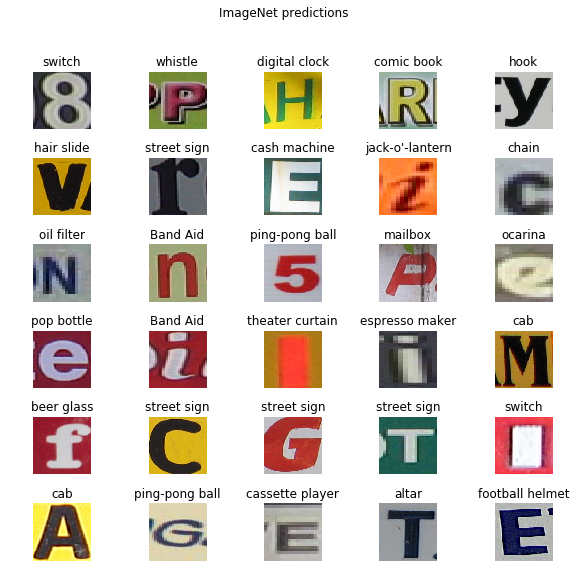 ImageNet predictions
switch whistle digital clock comic book hook
8 P H R y
hair slide street sign cash machine jack-o'-lantern chain
V r E i c
oil filter Band Aid ping-pong ball mailbox ocarina
N n 5 P e
pop bottle Band Aid theater curtain espresso maker cab
e i I i M
beer glass street sign street sign street sign switch
f C G T I
cab ping-pong ball cassette player altar football helmet
A G E T E